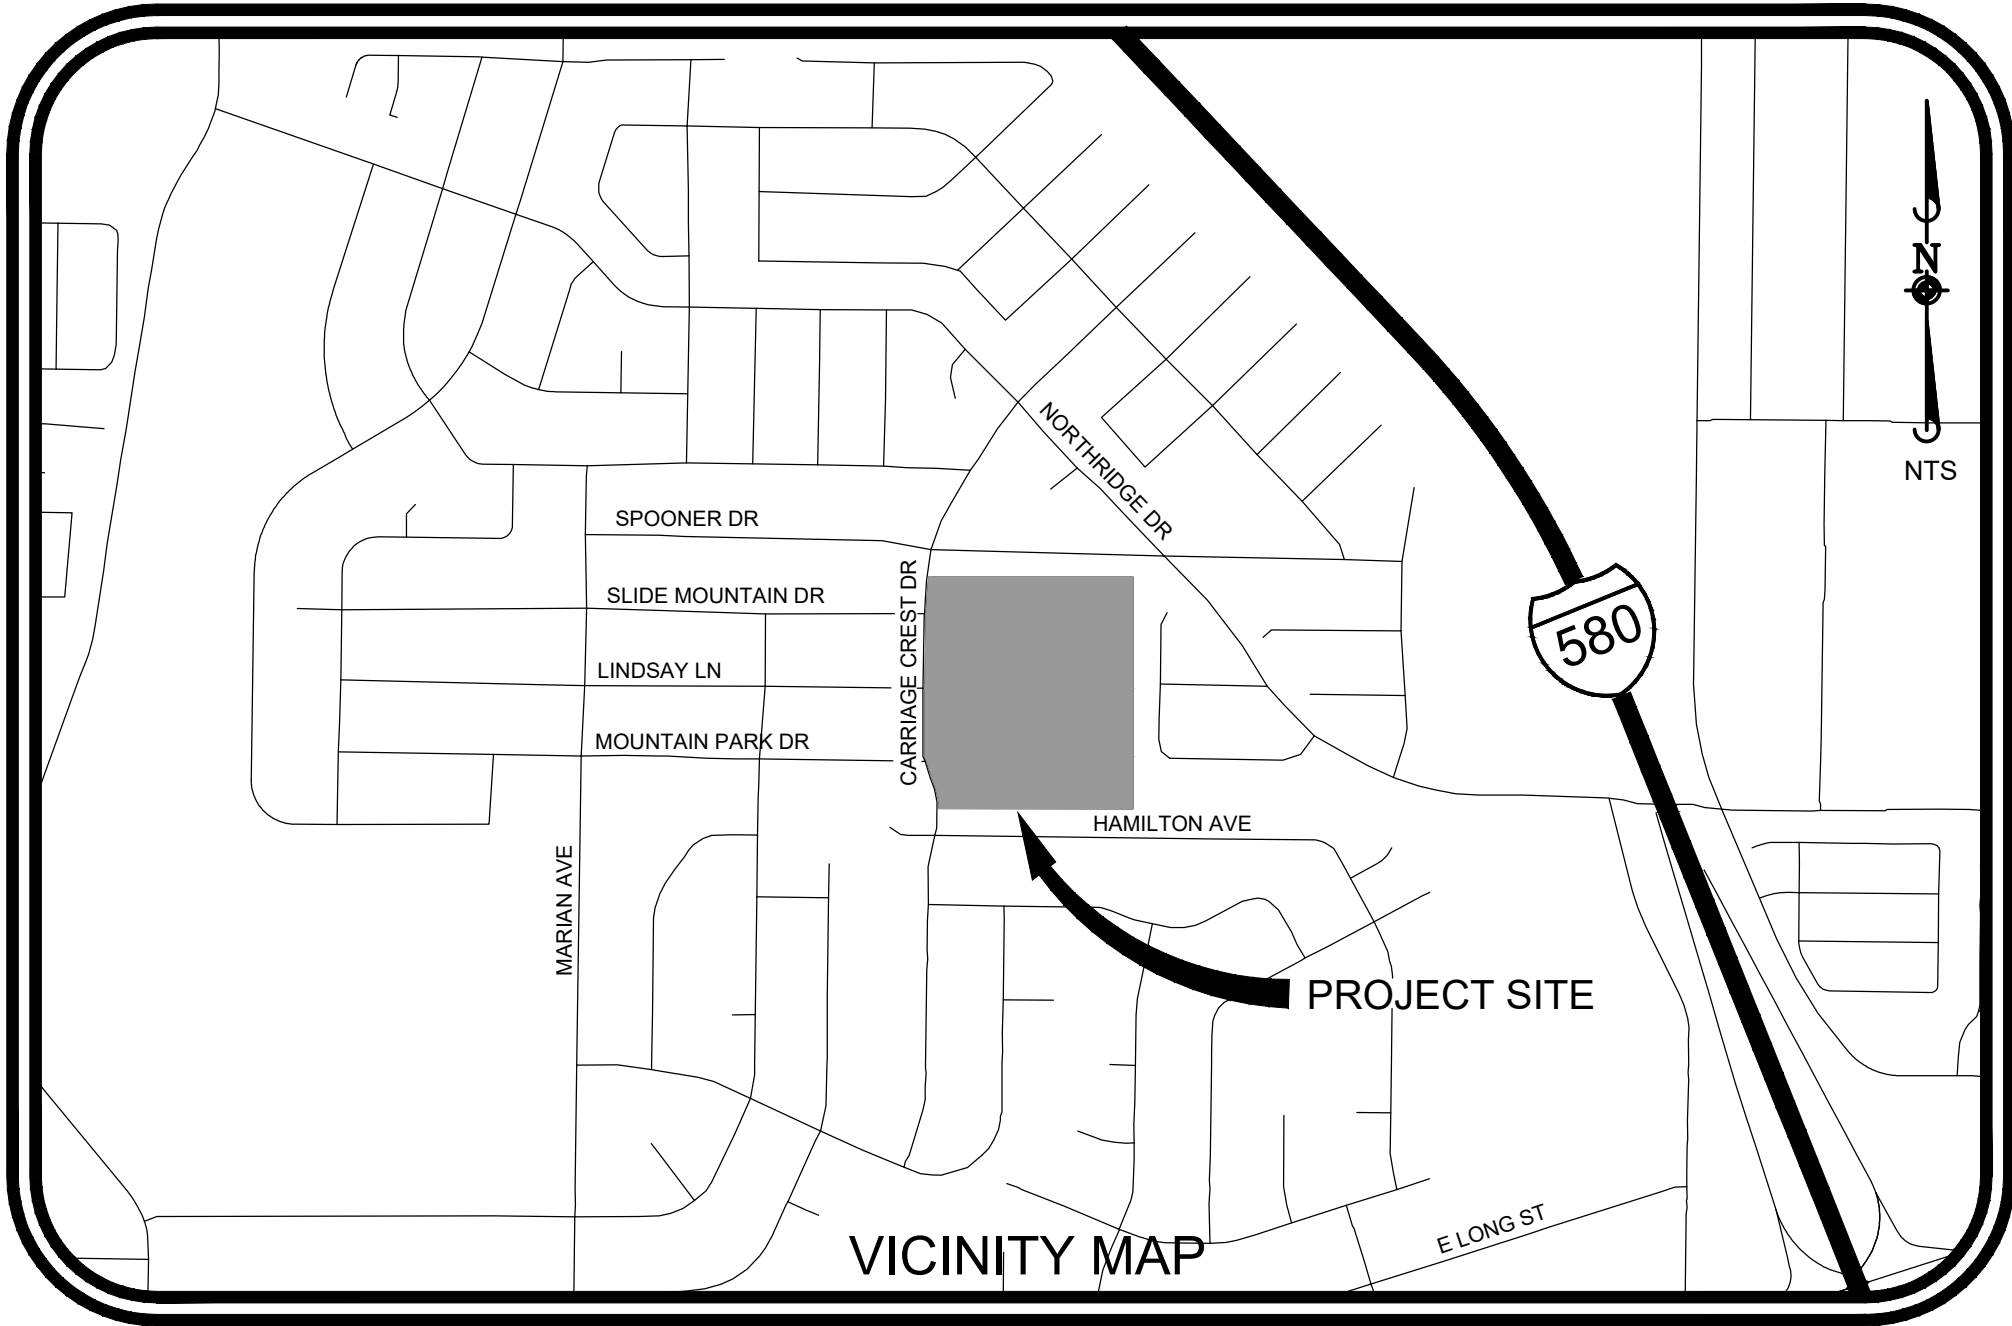 N
NTS
NORTHRIDGE DR
SPOONER DR
580
SLIDE MOUNTAIN DR
CARRIAGE CREST DR
LINDSAY LN
MOUNTAIN PARK DR
HAMILTON AVE
MARIAN AVE
PROJECT SITE
E LONG ST
VICINITY MAP